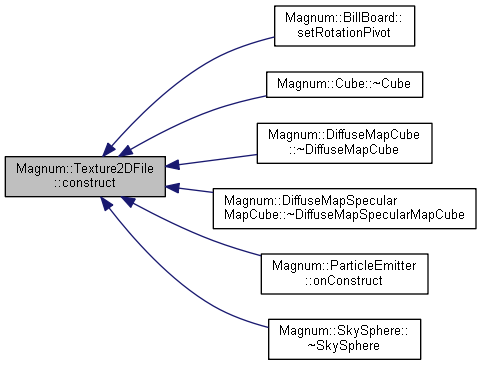 Magnum::BillBoard::
setRotationPivot
Magnum::Cube::~Cube
Magnum::DiffuseMapCube
::~DiffuseMapCube
Magnum::Texture2DFile
::construct
Magnum::DiffuseMapSpecular
MapCube::~DiffuseMapSpecularMapCube
Magnum::ParticleEmitter
::onConstruct
Magnum::SkySphere::
~SkySphere